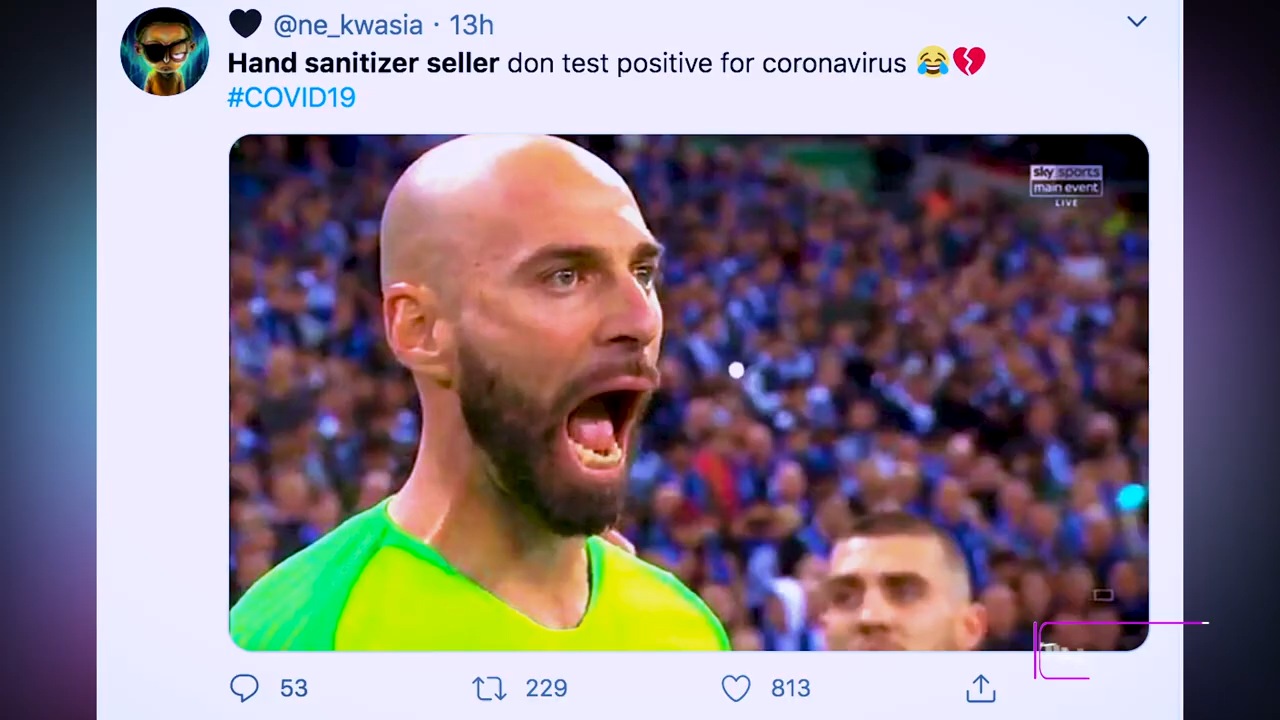 🖤 @ne_kwasia · 13h
Hand sanitizer seller don test positive for coronavirus 😂💔
#COVID19
sky sports
main event
LIVE
53 229 813